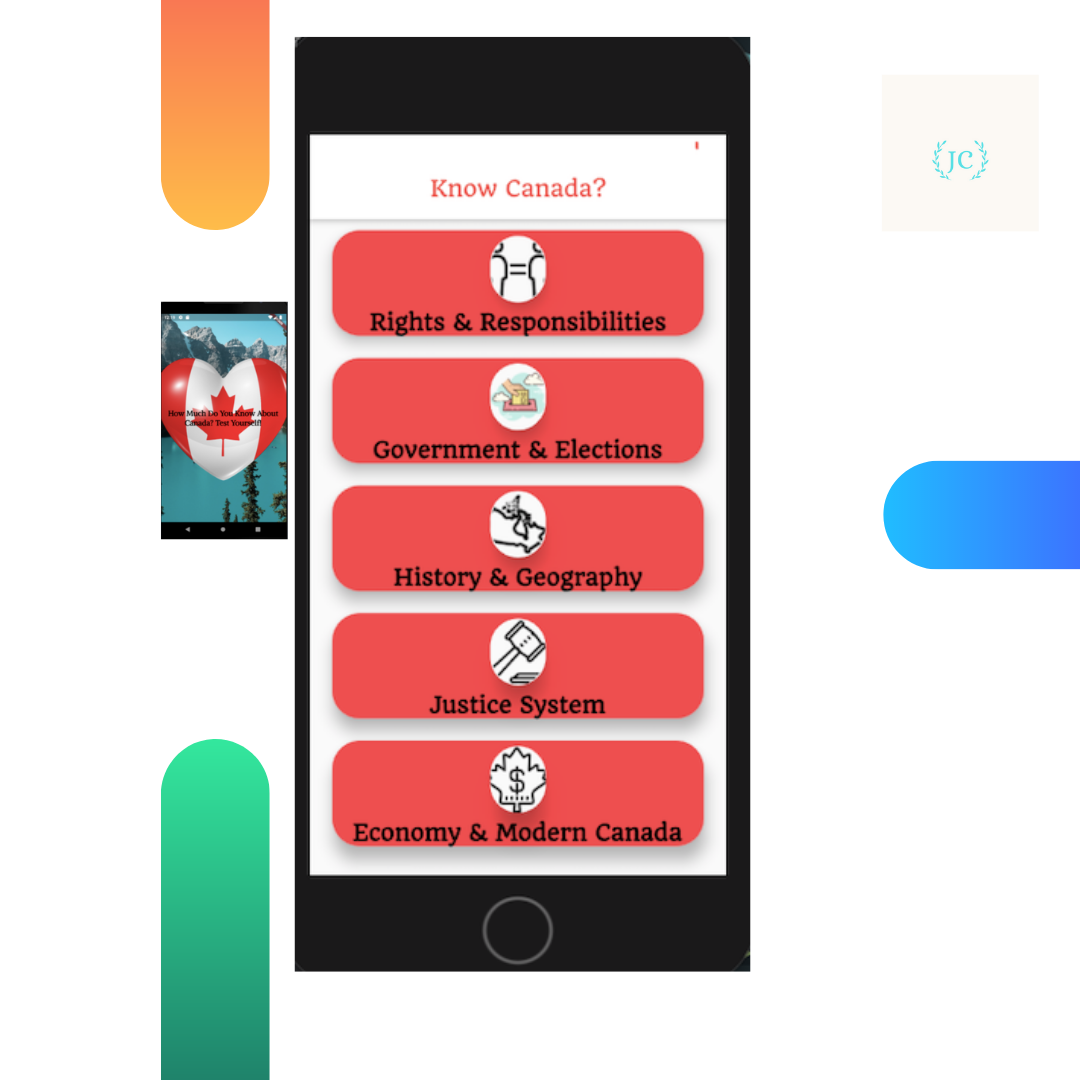 Know Canada?
Rights & Responsibilities
Government & Elections
History & Geography
Justice System
$
Economy & Modern Canada
How Much Do You Know About
Canada? Test Yourself!
JC